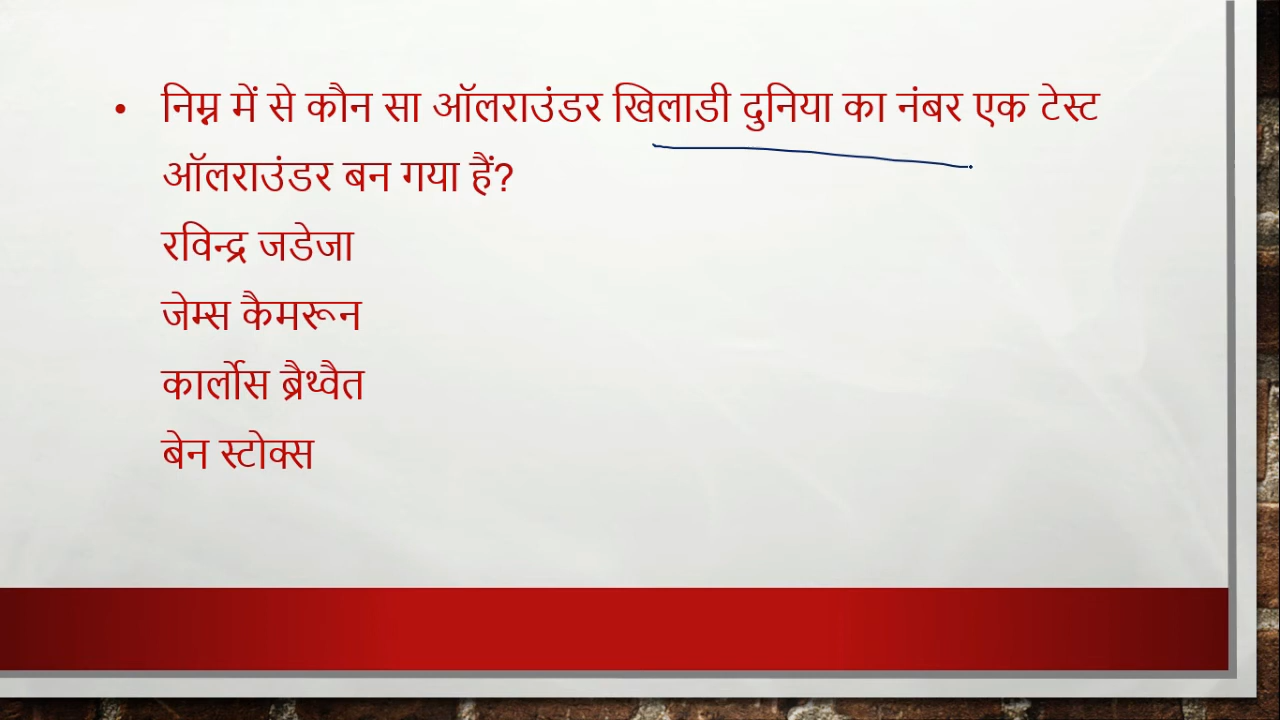 • निम्न में से कौन सा ऑलराउंडर खिलाडी दुनिया का नंबर एक टेस्ट
ऑलराउंडर बन गया हैं?
रविन्द्र जडेजा
जेम्स कैमरून
कार्लोस ब्रैथ्वैत
बेन स्टोक्स